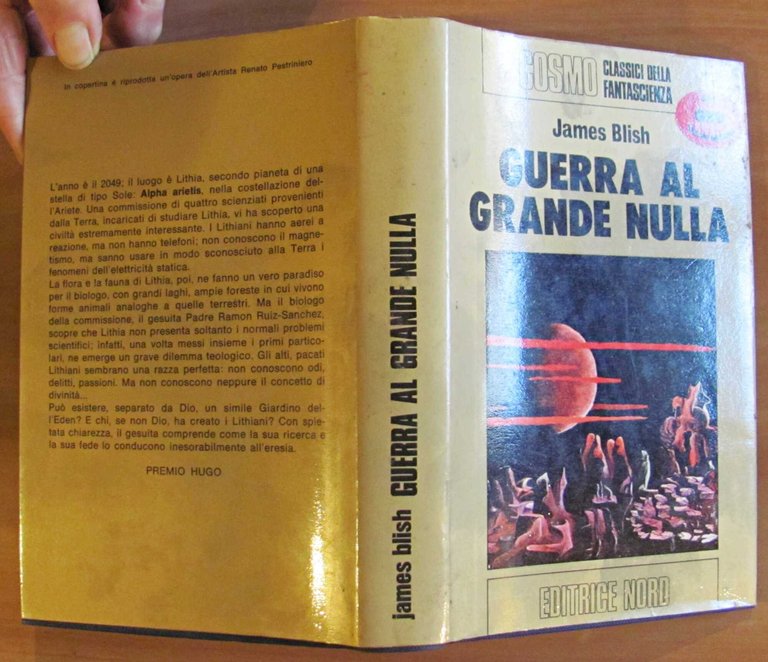 In copertina è riprodotta un'opera dell'Artista Renato Pestriniero
L'anno è il 2049; il luogo è Lithia, secondo pianeta di una
stella di tipo Sole: Alpha arietis, nella costellazione del-
l'Ariete. Una commissione di quattro scienziati provenienti
dalla Terra, incaricati di studiare Lithia, vi ha scoperto una
civiltà estremamente interessante. I Lithiani hanno aerei a
reazione, ma non hanno telefoni; non conoscono il magne-
tismo, ma sanno usare in modo sconosciuto alla Terra i
fenomeni dell'elettricità statica.
La flora e la fauna di Lithia, poi, ne fanno un vero paradiso
per il biologo, con grandi laghi, ampie foreste in cui vivono
forme animali analoghe a quelle terrestri. Ma il biologo
della commissione, il gesuita Padre Ramon Ruiz-Sanchez,
scopre che Lithia non presenta soltanto i normali problemi
scientifici; infatti, una volta messi insieme i primi partico-
lari, ne emerge un grave dilemma teologico. Gli alti, pacati
Lithiani sembrano una razza perfetta: non conoscono odi,
delitti, passioni. Ma non conoscono neppure il concetto di
divinità...
Può esistere, separato da Dio, un simile Giardino del-
l'Eden? E chi, se non Dio, ha creato i Lithiani? Con spie-
tata chiarezza, il gesuita comprende come la sua ricerca e
la sua fede lo conducono inesorabilmente all'eresia.
PREMIO HUGO
james blish GUERRA AL GRANDE NULLA
COSMO CLASSICI DELLA
FANTASCIENZA
James Blish
GUERRA AL
GRANDE NULLA
EDITRICE NORD